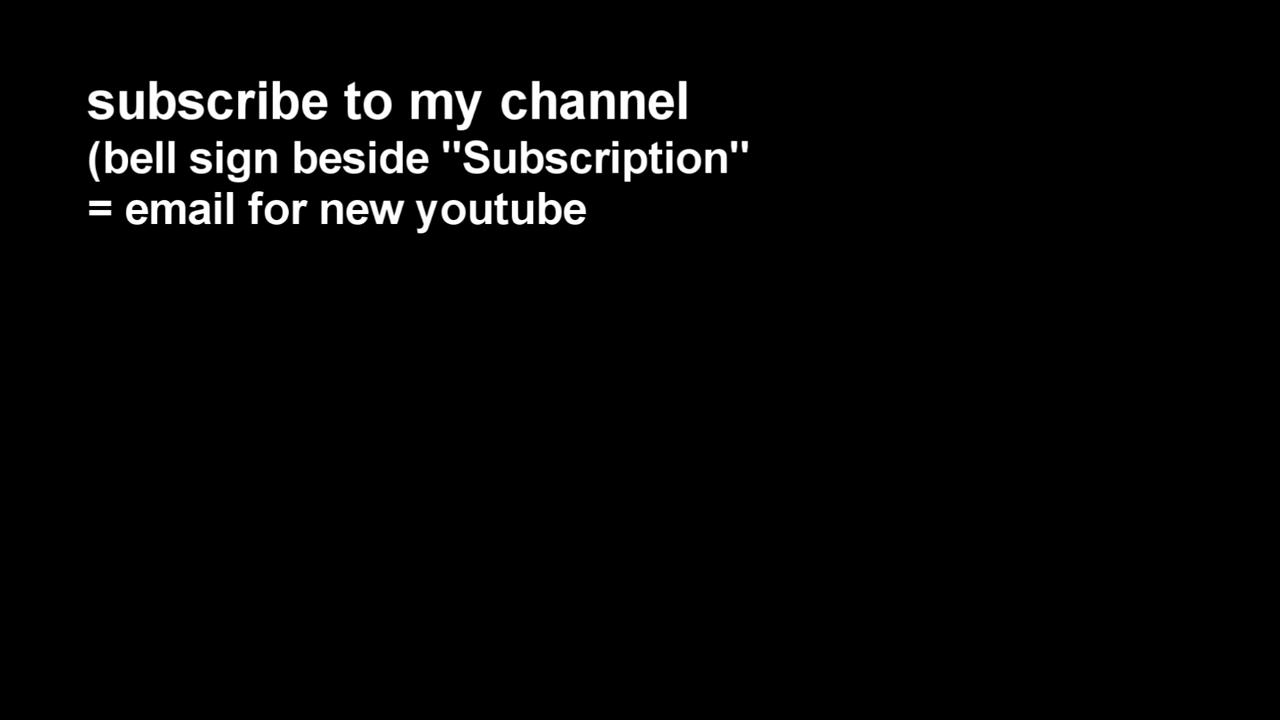 subscribe to my channel
(bell sign beside "Subscription"
= email for new youtube